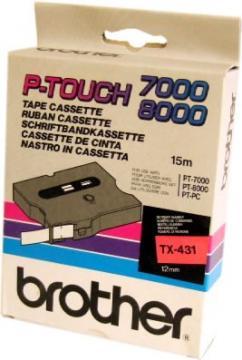 P-TOUCH 7000
8000
TAPE CASSETTE
RUBAN CASSETTE
SCHRIFTBANDKASSETTE
CASSETTE DE CINTA
NASTRO IN CASSETTA
15m
PT-7000
PT-8000
PT-PC
TX-431
12mm
brother